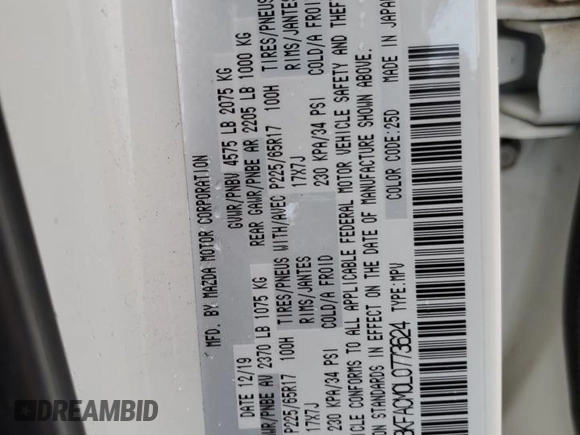 MFD. BY MAZDA MOTOR CORPORATION
DATE 12/19 GVWR/PNBV 4575 LB 2075 KG
GAWR/PNBE AV 2370 LB 1075 KG REAR GAWR/PNBE AR 2205 LB 1000 KG
P225/65R17 100H TIRES/PNEUS WITH/AVEC P225/65R17 100H TIRES/PNEUS
17X7J RIMS/JANTES 17X7J RIMS/JANTES
230 KPA/34 PSI COLD/A FROID 230 KPA/34 PSI COLD/A FROID
CONFORMS TO ALL APPLICABLE FEDERAL MOTOR VEHICLE SAFETY AND THEFT
STANDARDS IN EFFECT ON THE DATE OF MANUFACTURE SHOWN ABOVE.
KFACM0L0773624 TYPE:MPV COLOR CODE:25D MADE IN JAPAN